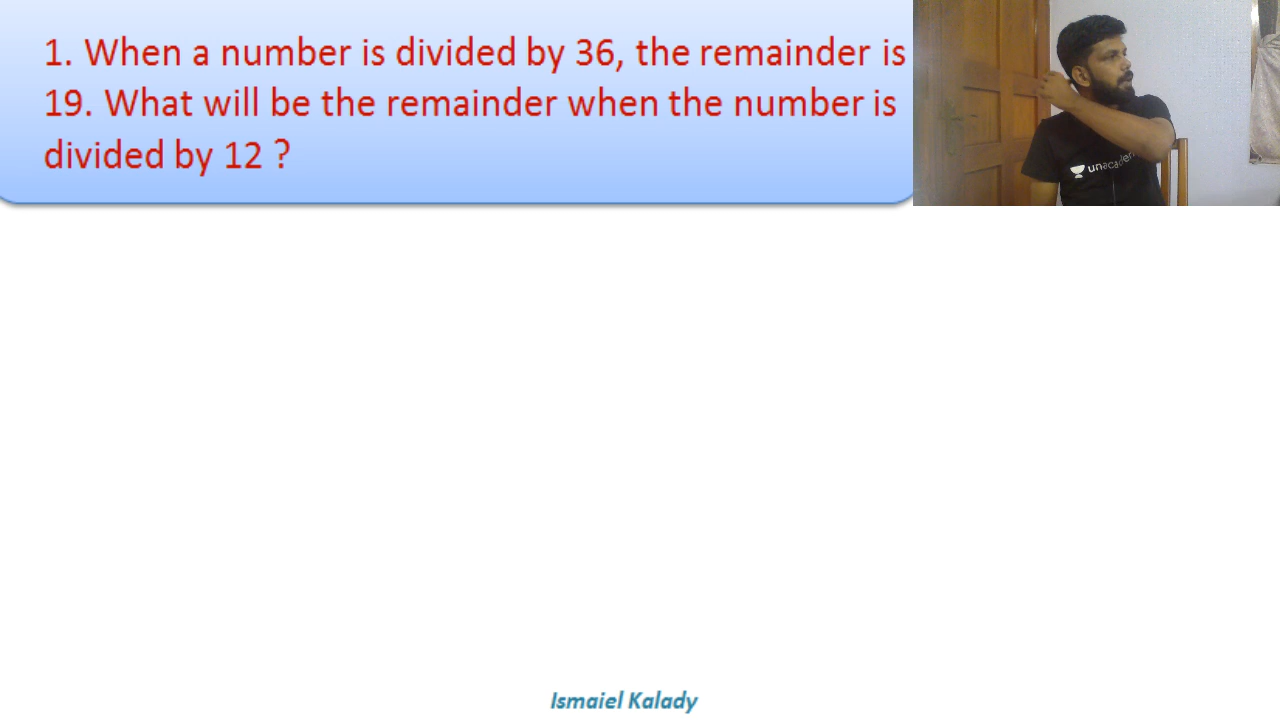 1. When a number is divided by 36, the remainder is
19. What will be the remainder when the number is
divided by 12 ?
unacadem
Ismaiel Kalady